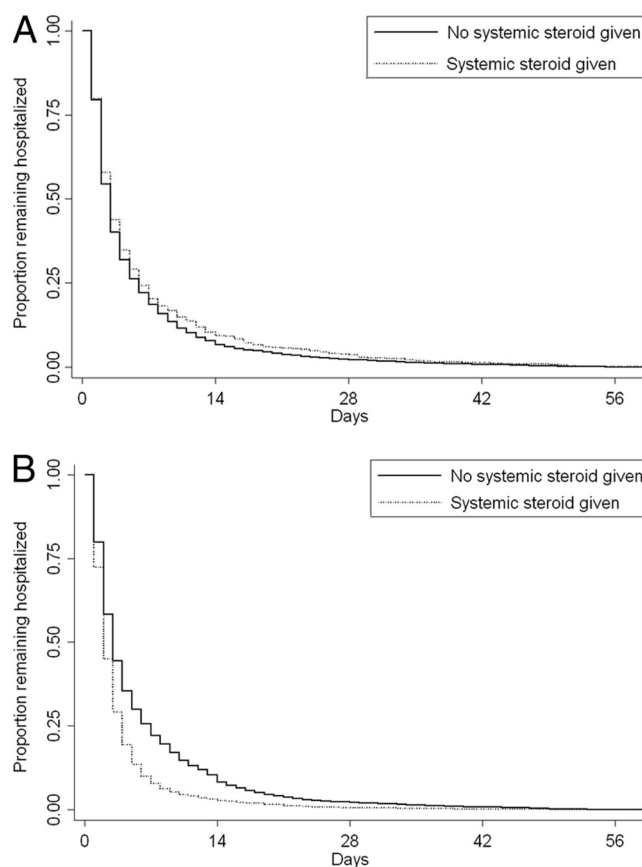 A
No systemic steroid given
Systemic steroid given
Proportion remaining hospitalized
1.00
0.75
0.50
0.25
0.00
0 14 28 42 56
Days
B
No systemic steroid given
Systemic steroid given
Proportion remaining hospitalized
1.00
0.75
0.50
0.25
0.00
0 14 28 42 56
Days